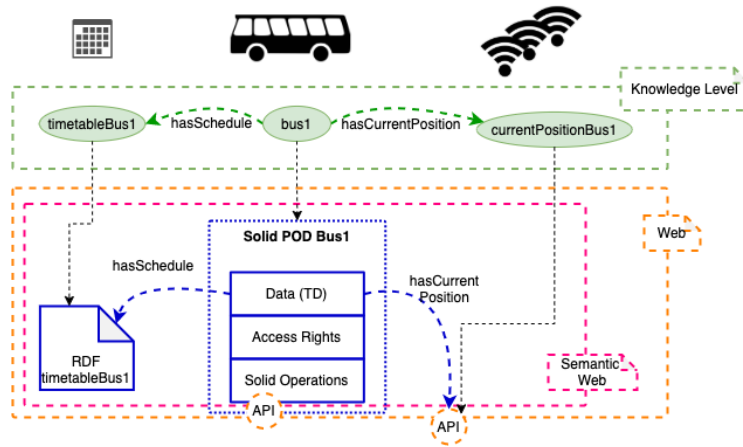 Knowledge Level
timetableBus1
hasSchedule
bus1
hasCurrentPosition
currentPositionBus1
Web
Solid POD Bus1
hasSchedule
Data (TD)
hasCurrent
Position
Access Rights
RDF
timetableBus1
Solid Operations
Semantic
Web
API
API